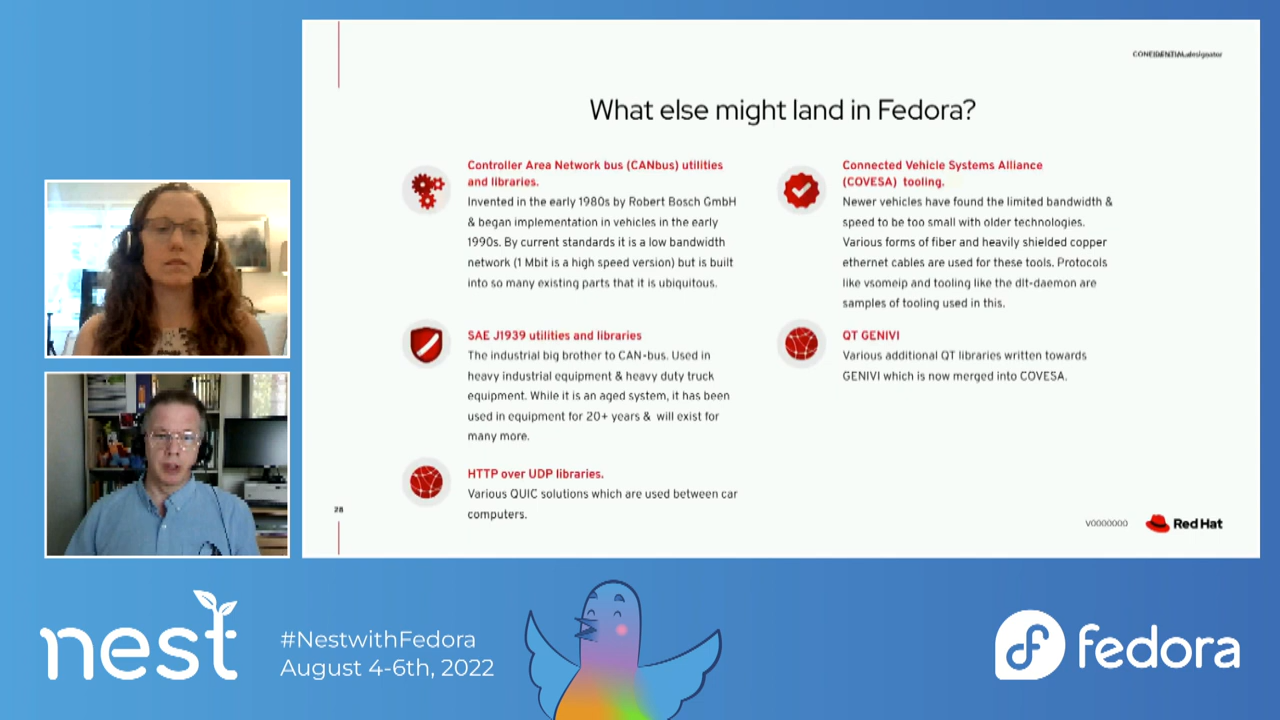 CONFIDENTIAL designator
What else might land in Fedora?
Controller Area Network bus (CANbus) utilities
and libraries.
Invented in the early 1980s by Robert Bosch GmbH
& began implementation in vehicles in the early
1990s. By current standards it is a low bandwidth
network (1 Mbit is a high speed version) but is built
into so many existing parts that it is ubiquitous.
SAE J1939 utilities and libraries
The industrial big brother to CAN-bus. Used in
heavy industrial equipment & heavy duty truck
equipment. While it is an aged system, it has been
used in equipment for 20+ years & will exist for
many more.
HTTP over UDP libraries.
Various QUIC solutions which are used between car
computers.
Connected Vehicle Systems Alliance
(COVESA) tooling.
Newer vehicles have found the limited bandwidth &
speed to be too small with older technologies.
Various forms of fiber and heavily shielded copper
ethernet cables are used for these tools. Protocols
like vsomeip and tooling like the dlt-daemon are
samples of tooling used in this.
QT GENIVI
Various additional QT libraries written towards
GENIVI which is now merged into COVESA.
28
V0000000
Red Hat
nest
#NestwithFedora
August 4-6th, 2022
fedora